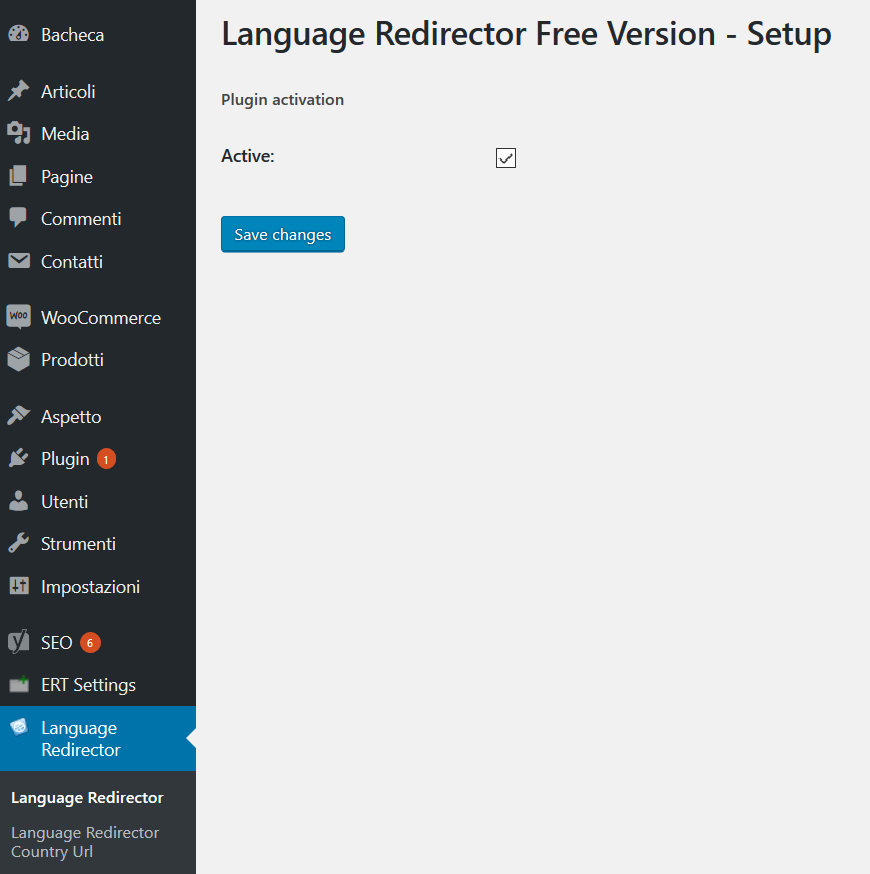 Bacheca
Articoli
Media
Pagine
Commenti
Contatti
Woo WooCommerce
Prodotti
Aspetto
Plugin 1
Utenti
Strumenti
Impostazioni
SEO 6
ERT Settings
Language
Redirector
Language Redirector
Language Redirector
Country Url
Language Redirector Free Version - Setup
Plugin activation
Active:
Save changes